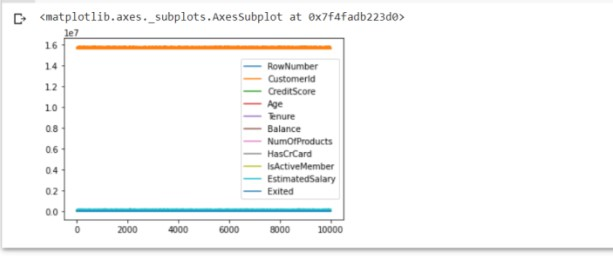 <matplotlib.axes._subplots.AxesSubplot at 0x7f4fadb223d0>
1e7
1.6
1.4
1.2
1.0
0.8
0.6
0.4
0.2
0.0
RowNumber
CustomerId
CreditScore
Age
Tenure
Balance
NumOfProducts
HasCrCard
IsActiveMember
EstimatedSalary
Exited
0 2000 4000 6000 8000 10000